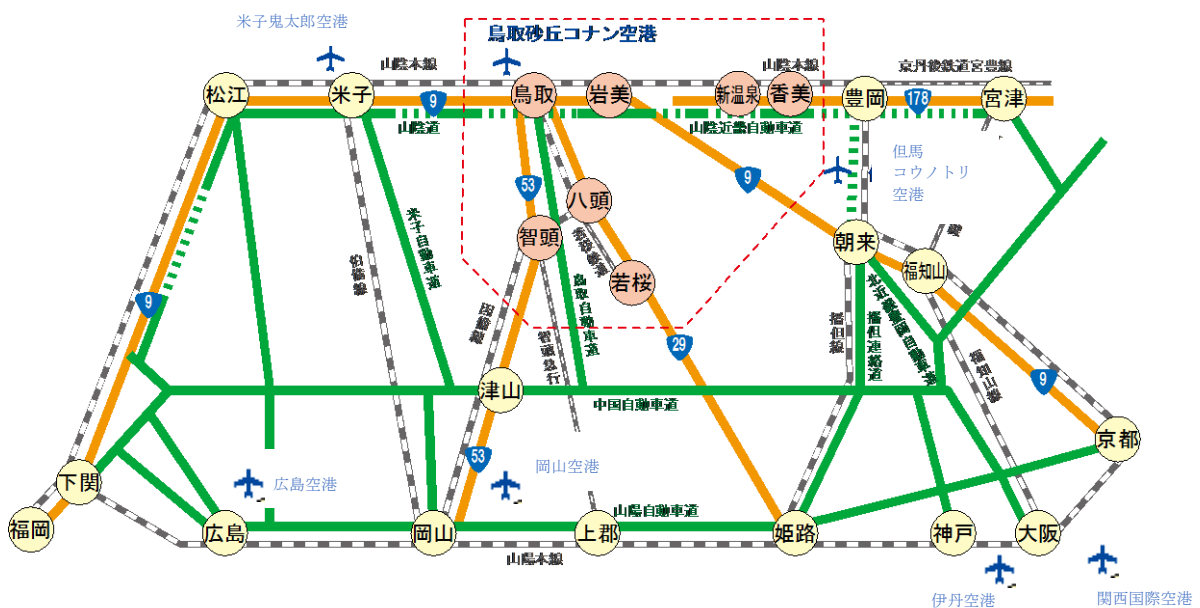 米子鬼太郎空港
鳥取砂丘コナン空港
山陰本線
山陰本線
京丹後鉄道宮豊線
松江
米子
9
鳥取
岩美
新温泉
香美
豊岡
178
宮津
山陰道
山陰近畿自動車道
但馬
コウノトリ
空港
53
9
八頭
米子自動車道
智頭
若桜鉄道
朝来
福知山
伯備線
鳥取自動車道
若桜
9
因美線
智頭急行
29
播但線
播但連絡道
北近畿豊岡自動車道
福知山線
9
津山
中国自動車道
京都
53
下関
岡山空港
広島空港
山陽自動車道
福岡
広島
岡山
上郡
姫路
神戸
大阪
山陽本線
伊丹空港
関西国際空港